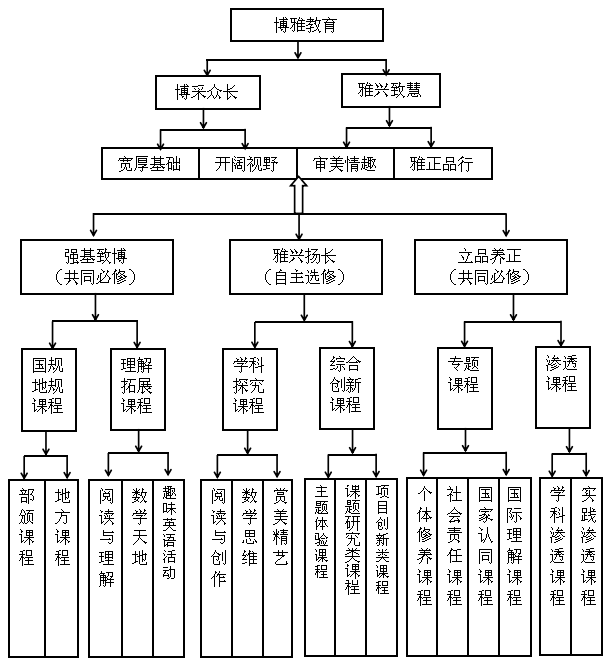 博雅教育
博采众长
雅兴致慧
宽厚基础
开阔视野
审美情趣
雅正品行
强基致博
（共同必修）
雅兴扬长
（自主选修）
立品养正
（共同必修）
国规
地规
课程
理解
拓展
课程
学科
探究
课程
综合
创新
课程
专题
课程
渗透
课程
部颁课程
地方课程
阅读与理解
数学天地
趣味英语活动
阅读与创作
数学思维
赏美精艺
主题体验课程
课题研究类课程
项目创新类课程
个体修养课程
社会责任课程
国家认同课程
国际理解课程
学科渗透课程
实践渗透课程